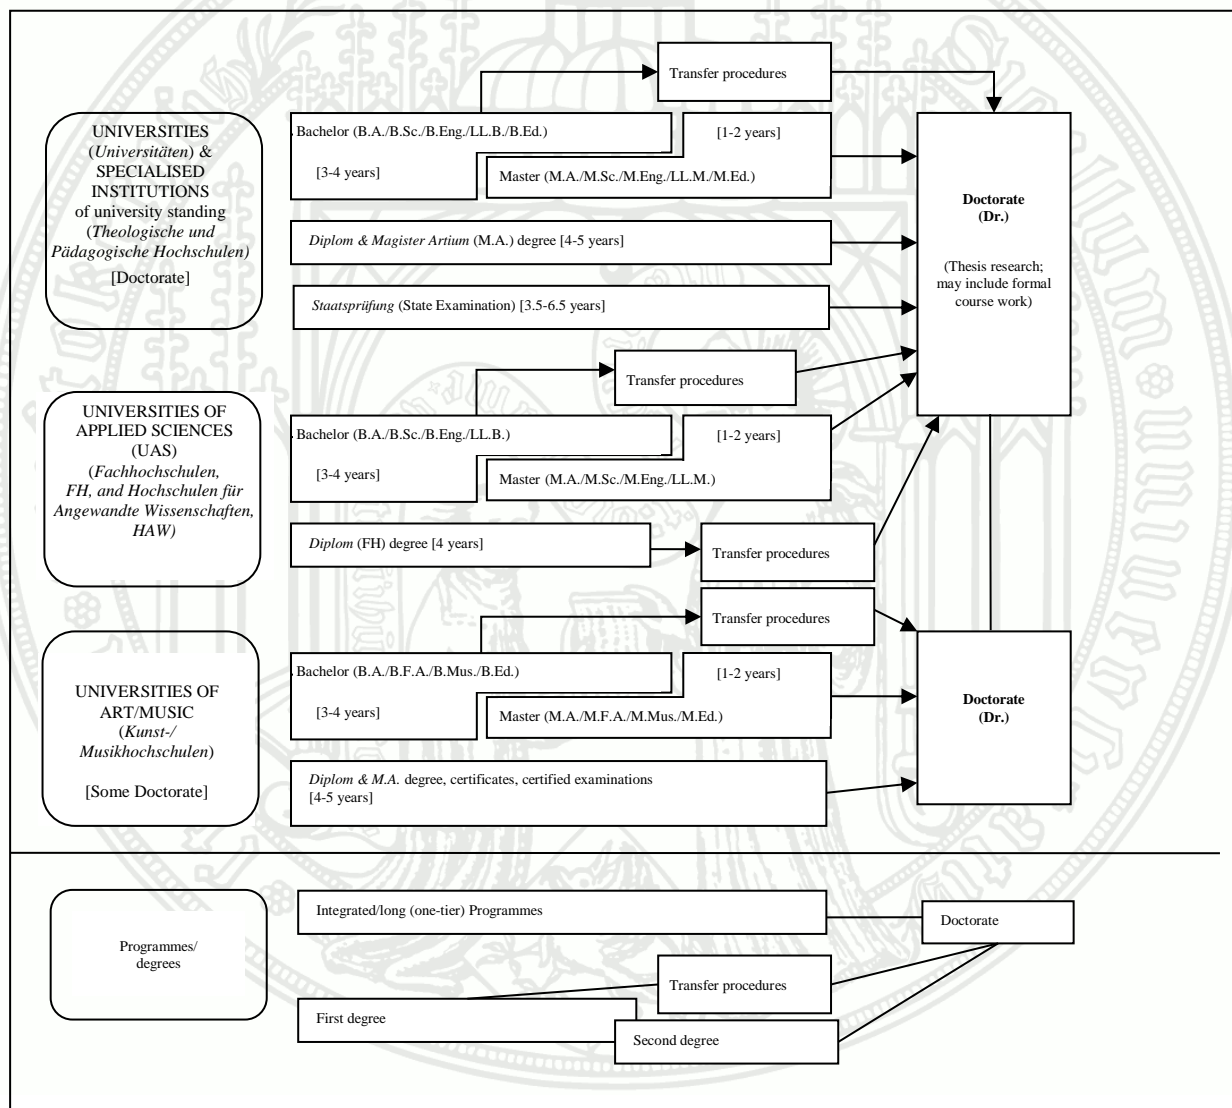 Transfer procedures
UNIVERSITIES
(Universitäten) &
SPECIALISED
INSTITUTIONS
of university standing
(Theologische und
Pädagogische Hochschulen)
[Doctorate]
Bachelor (B.A./B.Sc./B.Eng./LL.B./B.Ed.)
[3-4 years]
[1-2 years]
Master (M.A./M.Sc./M.Eng./LL.M./M.Ed.)
Diplom & Magister Artium (M.A.) degree [4-5 years]
Staatsprüfung (State Examination) [3.5-6.5 years]
Doctorate
(Dr.)
(Thesis research;
may include formal
course work)
Transfer procedures
UNIVERSITIES OF
APPLIED SCIENCES
(UAS)
(Fachhochschulen,
FH, and Hochschulen für
Angewandte Wissenschaften,
HAW)
Bachelor (B.A./B.Sc./B.Eng./LL.B.)
[3-4 years]
[1-2 years]
Master (M.A./M.Sc./M.Eng./LL.M.)
Diplom (FH) degree [4 years]
Transfer procedures
Transfer procedures
UNIVERSITIES OF
ART/MUSIC
(Kunst-/
Musikhochschulen)
[Some Doctorate]
Bachelor (B.A./B.F.A./B.Mus./B.Ed.)
[3-4 years]
[1-2 years]
Master (M.A./M.F.A./M.Mus./M.Ed.)
Diplom & M.A. degree, certificates, certified examinations
[4-5 years]
Doctorate
(Dr.)
Programmes/
degrees
Integrated/long (one-tier) Programmes
Doctorate
Transfer procedures
First degree
Second degree